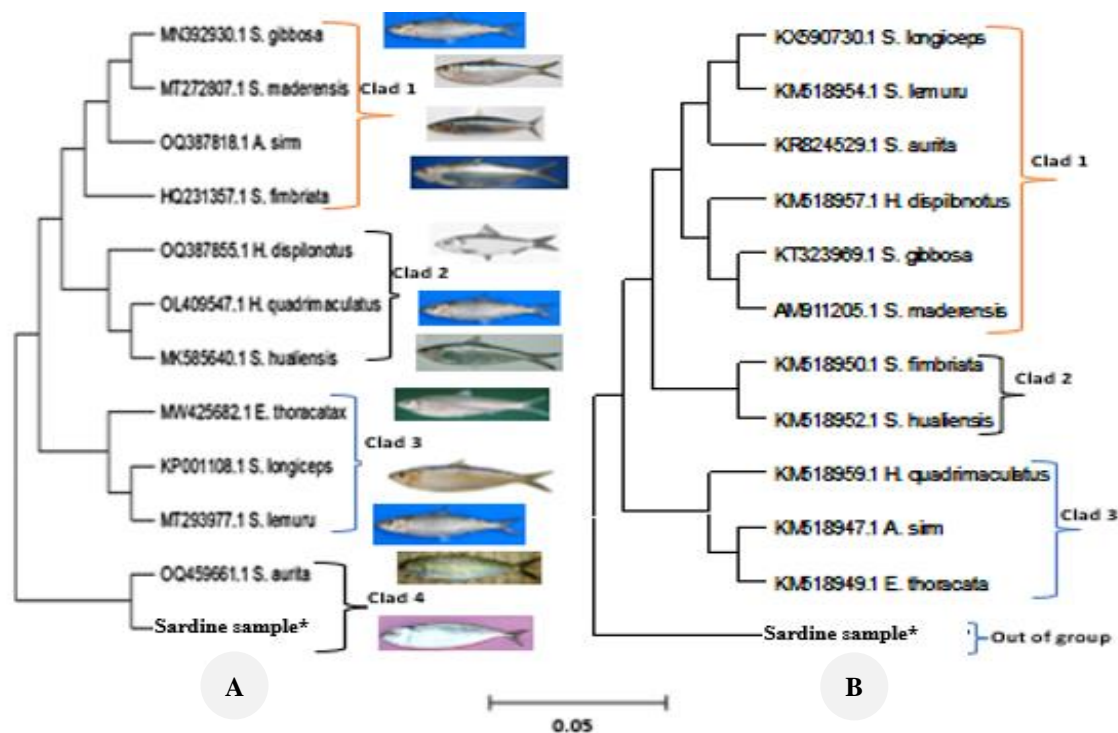 MN392930.1 S. gibbosa
MT272807.1 S. maderensis
Clad 1
OQ387818.1 A. sirm
HQ231357.1 S. fimbriata
OQ387855.1 H. dispilonotus
Clad 2
OL409547.1 H. quadrimaculatus
MK585640.1 S. hualiensis
MW425682.1 E. thoracatax
Clad 3
KP001108.1 S. longiceps
MT293977.1 S. lemuru
OQ459661.1 S. aurita
Clad 4
Sardine sample*
A
KX590730.1 S. longiceps
KM518954.1 S. lemuru
KR824529.1 S. aurita
Clad 1
KM518957.1 H. dispilbnotus
KT323969.1 S. gibbosa
AM911205.1 S. maderensis
KM518950.1 S. fimbriata
Clad 2
KM518952.1 S. hualiensis
KM518959.1 H. quadrimaculatus
Clad 3
KM518947.1 A. sirm
KM518949.1 E. thoracata
Sardine sample*
Out of group
B
0.05